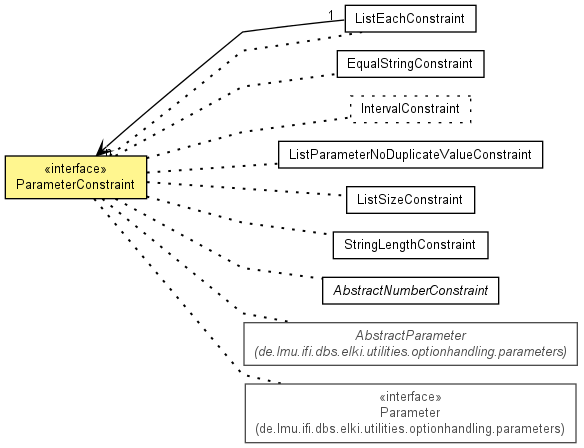 1
ListEachConstraint
EqualStringConstraint
IntervalConstraint
n
«interface»
ParameterConstraint
ListParameterNoDuplicateValueConstraint
ListSizeConstraint
StringLengthConstraint
AbstractNumberConstraint
AbstractParameter
(de.lmu.ifi.dbs.elki.utilities.optionhandling.parameters)
«interface»
Parameter
(de.lmu.ifi.dbs.elki.utilities.optionhandling.parameters)